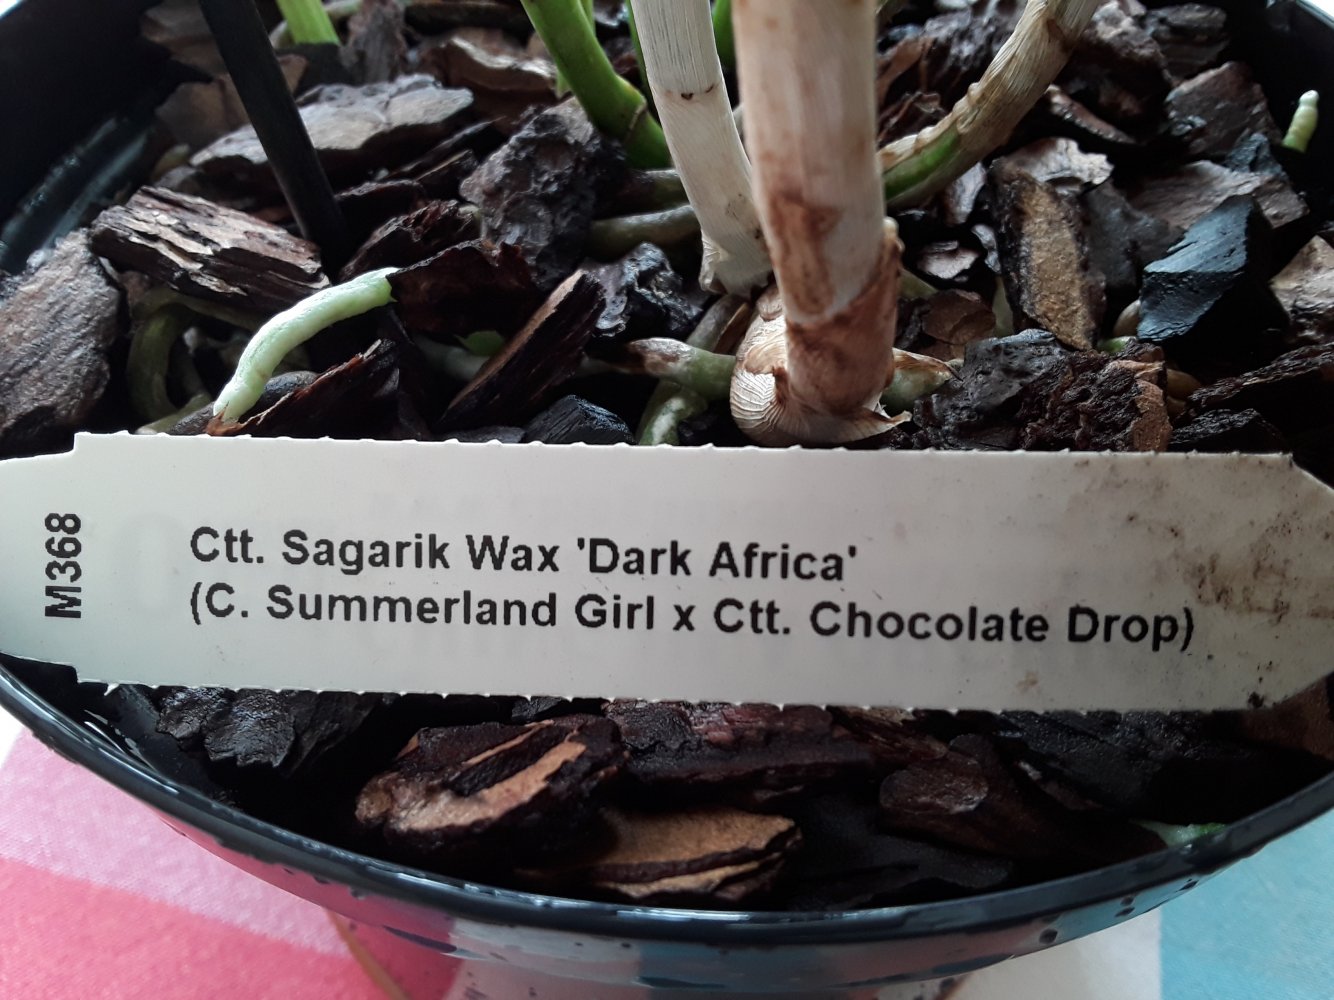 M368
Ctt. Sagarik Wax 'Dark Africa'
(C. Summerland Girl x Ctt. Chocolate Drop)